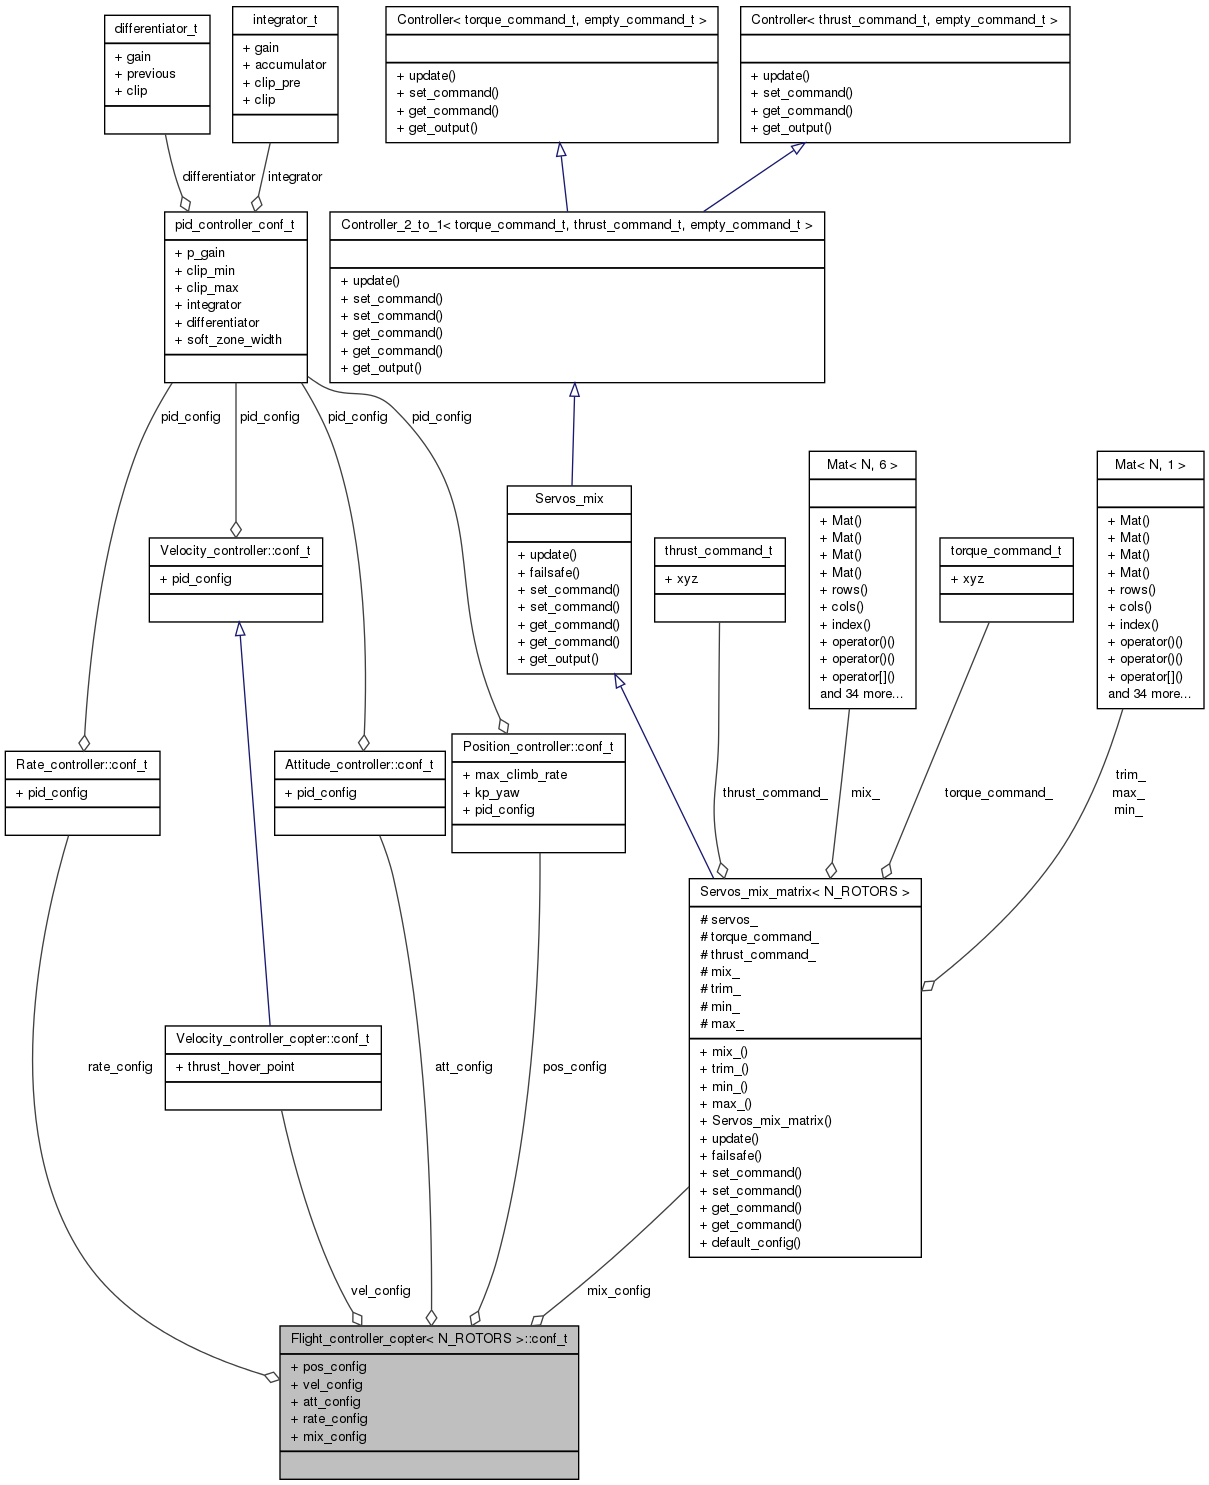 differentiator_t
+ gain
+ previous
+ clip
integrator_t
+ gain
+ accumulator
+ clip_pre
+ clip
Controller< torque_command_t, empty_command_t >
+ update()
+ set_command()
+ get_command()
+ get_output()
Controller< thrust_command_t, empty_command_t >
+ update()
+ set_command()
+ get_command()
+ get_output()
differentiator
integrator
pid_controller_conf_t
+ p_gain
+ clip_min
+ clip_max
+ integrator
+ differentiator
+ soft_zone_width
Controller_2_to_1< torque_command_t, thrust_command_t, empty_command_t >
+ update()
+ set_command()
+ set_command()
+ get_command()
+ get_command()
+ get_output()
pid_config
pid_config
pid_config
pid_config
Velocity_controller::conf_t
+ pid_config
Servos_mix
+ update()
+ failsafe()
+ set_command()
+ set_command()
+ get_command()
+ get_command()
+ get_output()
thrust_command_t
+ xyz
Mat< N, 6 >
+ Mat()
+ Mat()
+ Mat()
+ Mat()
+ rows()
+ cols()
+ index()
+ operator()()
+ operator()()
+ operator[]()
and 34 more...
torque_command_t
+ xyz
Mat< N, 1 >
+ Mat()
+ Mat()
+ Mat()
+ Mat()
+ rows()
+ cols()
+ index()
+ operator()()
+ operator()()
+ operator[]()
and 34 more...
Rate_controller::conf_t
+ pid_config
Attitude_controller::conf_t
+ pid_config
Position_controller::conf_t
+ max_climb_rate
+ kp_yaw
+ pid_config
thrust_command_
mix_
torque_command_
trim_
max_
min_
Servos_mix_matrix< N_ROTORS >
# servos_
# torque_command_
# thrust_command_
# mix_
# trim_
# min_
# max_
+ mix_()
+ trim_()
+ min_()
+ max_()
+ Servos_mix_matrix()
+ update()
+ failsafe()
+ set_command()
+ set_command()
+ get_command()
+ get_command()
+ default_config()
Velocity_controller_copter::conf_t
+ thrust_hover_point
rate_config
att_config
pos_config
vel_config
mix_config
Flight_controller_copter< N_ROTORS >::conf_t
+ pos_config
+ vel_config
+ att_config
+ rate_config
+ mix_config